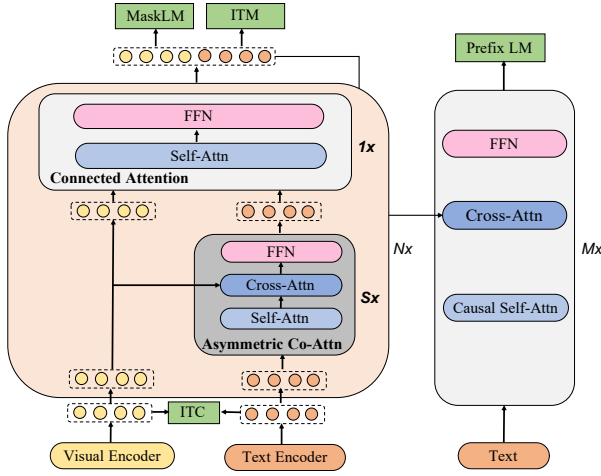 MaskLM
ITM
Prefix LM
FFN
Self-Attn
1x
Connected Attention
FFN
Cross-Attn
Sx
Self-Attn
Asymmetric Co-Attn
Nx
FFN
Cross-Attn
Mx
Causal Self-Attn
ITC
Visual Encoder
Text Encoder
Text